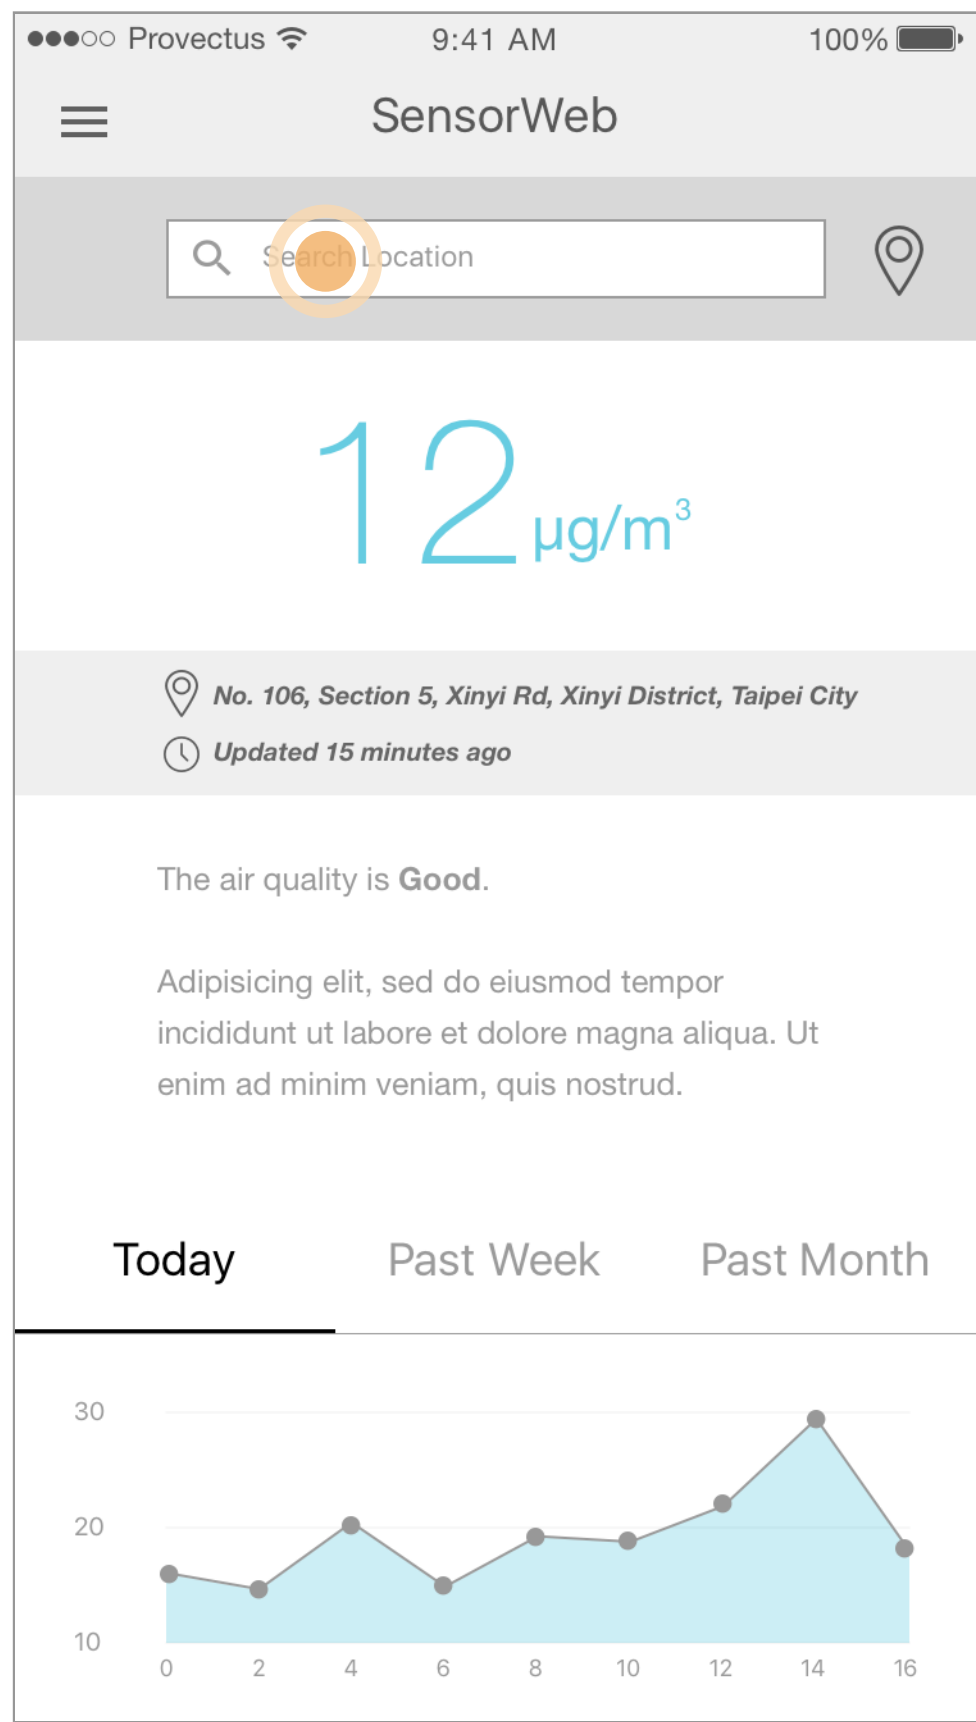 Provectus 9:41 AM 100%
SensorWeb
Search Location
12 µg/m³
No. 106, Section 5, Xinyi Rd, Xinyi District, Taipei City
Updated 15 minutes ago
The air quality is Good.
Adipisicing elit, sed do eiusmod tempor
incididunt ut labore et dolore magna aliqua. Ut
enim ad minim veniam, quis nostrud.
Today Past Week Past Month
30
20
10
0 2 4 6 8 10 12 14 16